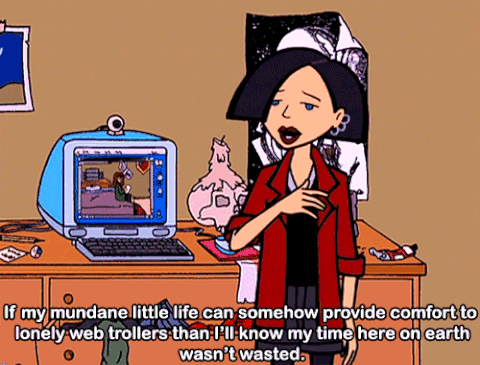 If my mundane little life can somehow provide comfort to
lonely web trollers than I'll know my time here on earth
wasn't wasted.